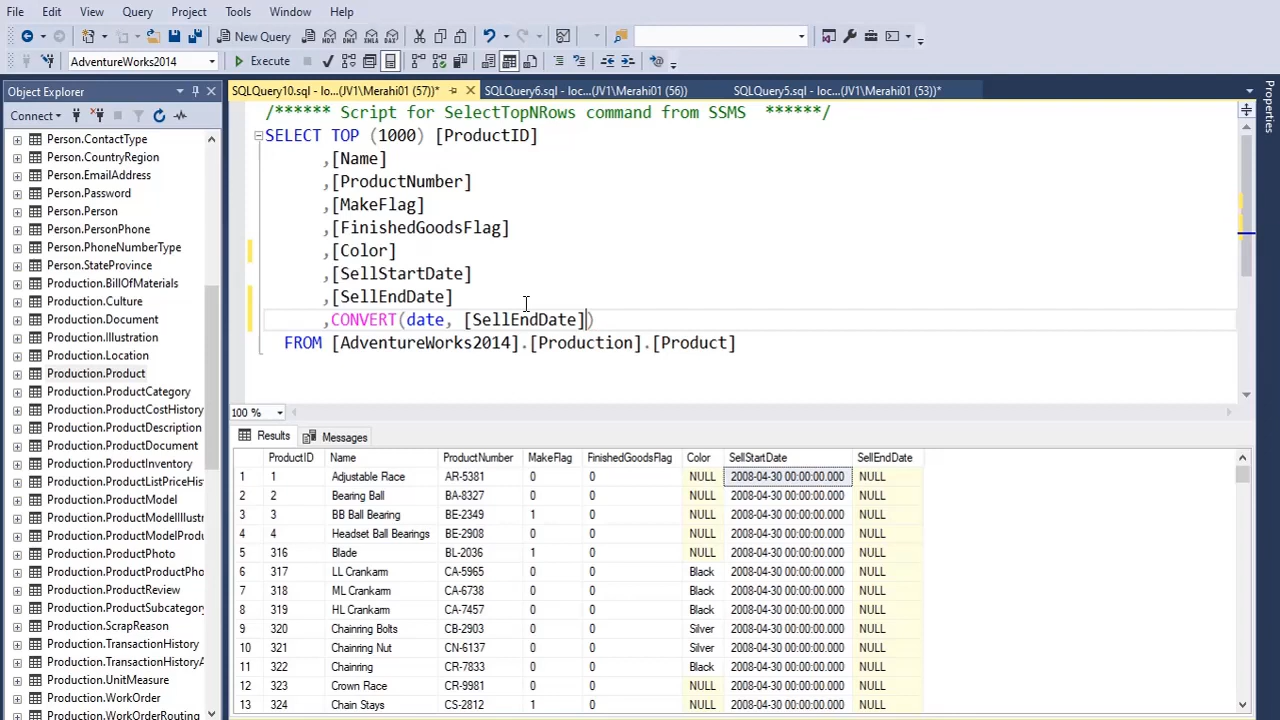 File Edit View Query Project Tools Window Help
New Query
AdventureWorks2014 Execute
Object Explorer
Connect
Person.ContactType
Person.CountryRegion
Person.EmailAddress
Person.Password
Person.Person
Person.PersonPhone
Person.PhoneNumberType
Person.StateProvince
Production.BillOfMaterials
Production.Culture
Production.Document
Production.Illustration
Production.Location
Production.Product
Production.ProductCategory
Production.ProductCostHistory
Production.ProductDescription
Production.ProductDocument
Production.ProductInventory
Production.ProductListPriceHis
Production.ProductModel
Production.ProductModelIllustr
Production.ProductModelProdu
Production.ProductPhoto
Production.ProductProductPho
Production.ProductReview
Production.ProductSubcategory
Production.ScrapReason
Production.TransactionHistory
Production.TransactionHistoryA
Production.UnitMeasure
Production.WorkOrder
Production.WorkOrderRouting
SQLQuery10.sql - loc...(JV1\Merahi01 (57))* SQLQuery6.sql - loc...(JV1\Merahi01 (56)) SQLQuery5.sql - loc...(JV1\Merahi01 (53))*
/****** Script for SelectTopNRows command from SSMS ******/
SELECT TOP (1000) [ProductID]
,[Name]
,[ProductNumber]
,[MakeFlag]
,[FinishedGoodsFlag]
,[Color]
,[SellStartDate]
,[SellEndDate]
,CONVERT(date, [SellEndDate])
FROM [AdventureWorks2014].[Production].[Product]
100 %
Results Messages
ProductID Name ProductNumber MakeFlag FinishedGoodsFlag Color SellStartDate SellEndDate
1 1 Adjustable Race AR-5381 0 0 NULL 2008-04-30 00:00:00.000 NULL
2 2 Bearing Ball BA-8327 0 0 NULL 2008-04-30 00:00:00.000 NULL
3 3 BB Ball Bearing BE-2349 1 0 NULL 2008-04-30 00:00:00.000 NULL
4 4 Headset Ball Bearings BE-2908 0 0 NULL 2008-04-30 00:00:00.000 NULL
5 316 Blade BL-2036 1 0 NULL 2008-04-30 00:00:00.000 NULL
6 317 LL Crankarm CA-5965 0 0 Black 2008-04-30 00:00:00.000 NULL
7 318 ML Crankarm CA-6738 0 0 Black 2008-04-30 00:00:00.000 NULL
8 319 HL Crankarm CA-7457 0 0 Black 2008-04-30 00:00:00.000 NULL
9 320 Chainring Bolts CB-2903 0 0 Silver 2008-04-30 00:00:00.000 NULL
10 321 Chainring Nut CN-6137 0 0 Silver 2008-04-30 00:00:00.000 NULL
11 322 Chainring CR-7833 0 0 Black 2008-04-30 00:00:00.000 NULL
12 323 Crown Race CR-9981 0 0 NULL 2008-04-30 00:00:00.000 NULL
13 324 Chain Stays CS-2812 1 0 NULL 2008-04-30 00:00:00.000 NULL
Properties